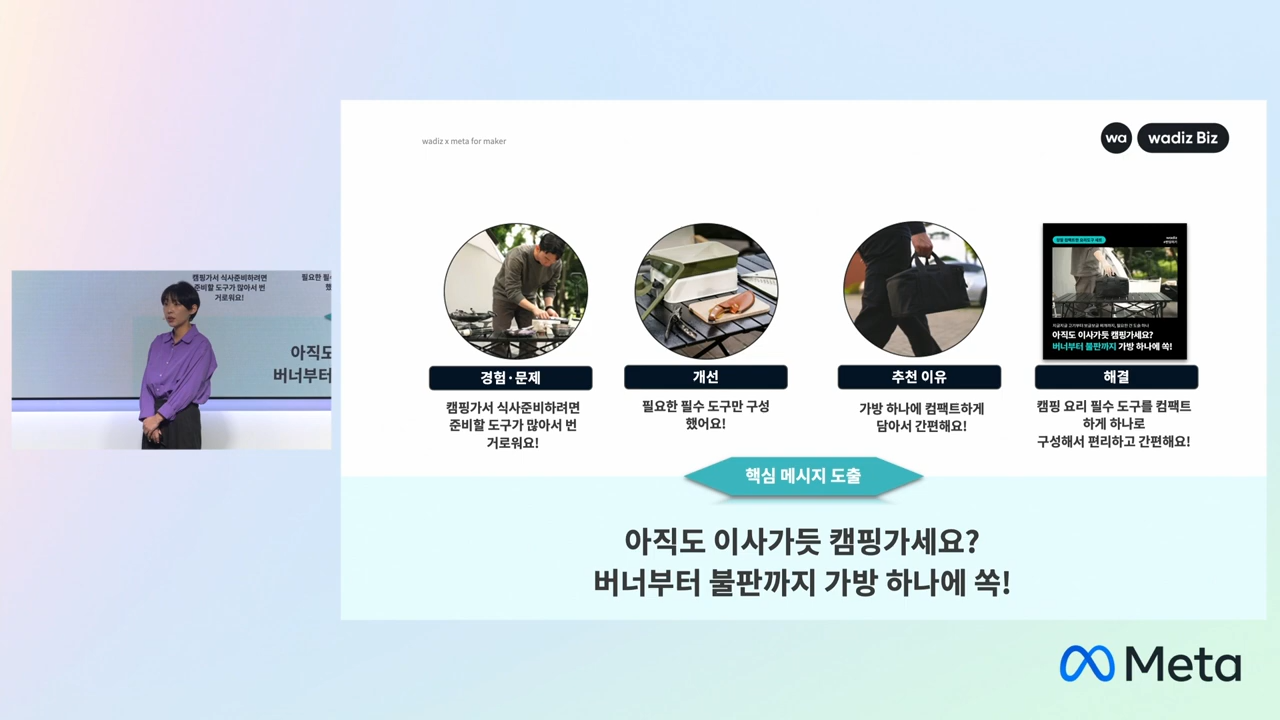 wadiz x meta for maker
wa
wadiz Biz
경험·문제
캠핑가서 식사준비하려면
준비할 도구가 많아서 번
거로워요!
개선
필요한 필수 도구만 구성
했어요!
추천 이유
가방 하나에 컴팩트하게
담아서 간편해요!
아직도 이사가듯 캠핑가세요?
버너부터 불판까지 가방 하나에 쏙!
해결
캠핑 요리 필수 도구를 컴팩트
하게 하나로
구성해서 편리하고 간편해요!
핵심 메시지 도출
아직도 이사가듯 캠핑가세요?
버너부터 불판까지 가방 하나에 쏙!
캠핑가서 식사준비하려면
준비할 도구가 많아서 번
거로워요!
필요한 필
했
아직도
버너부터
Meta